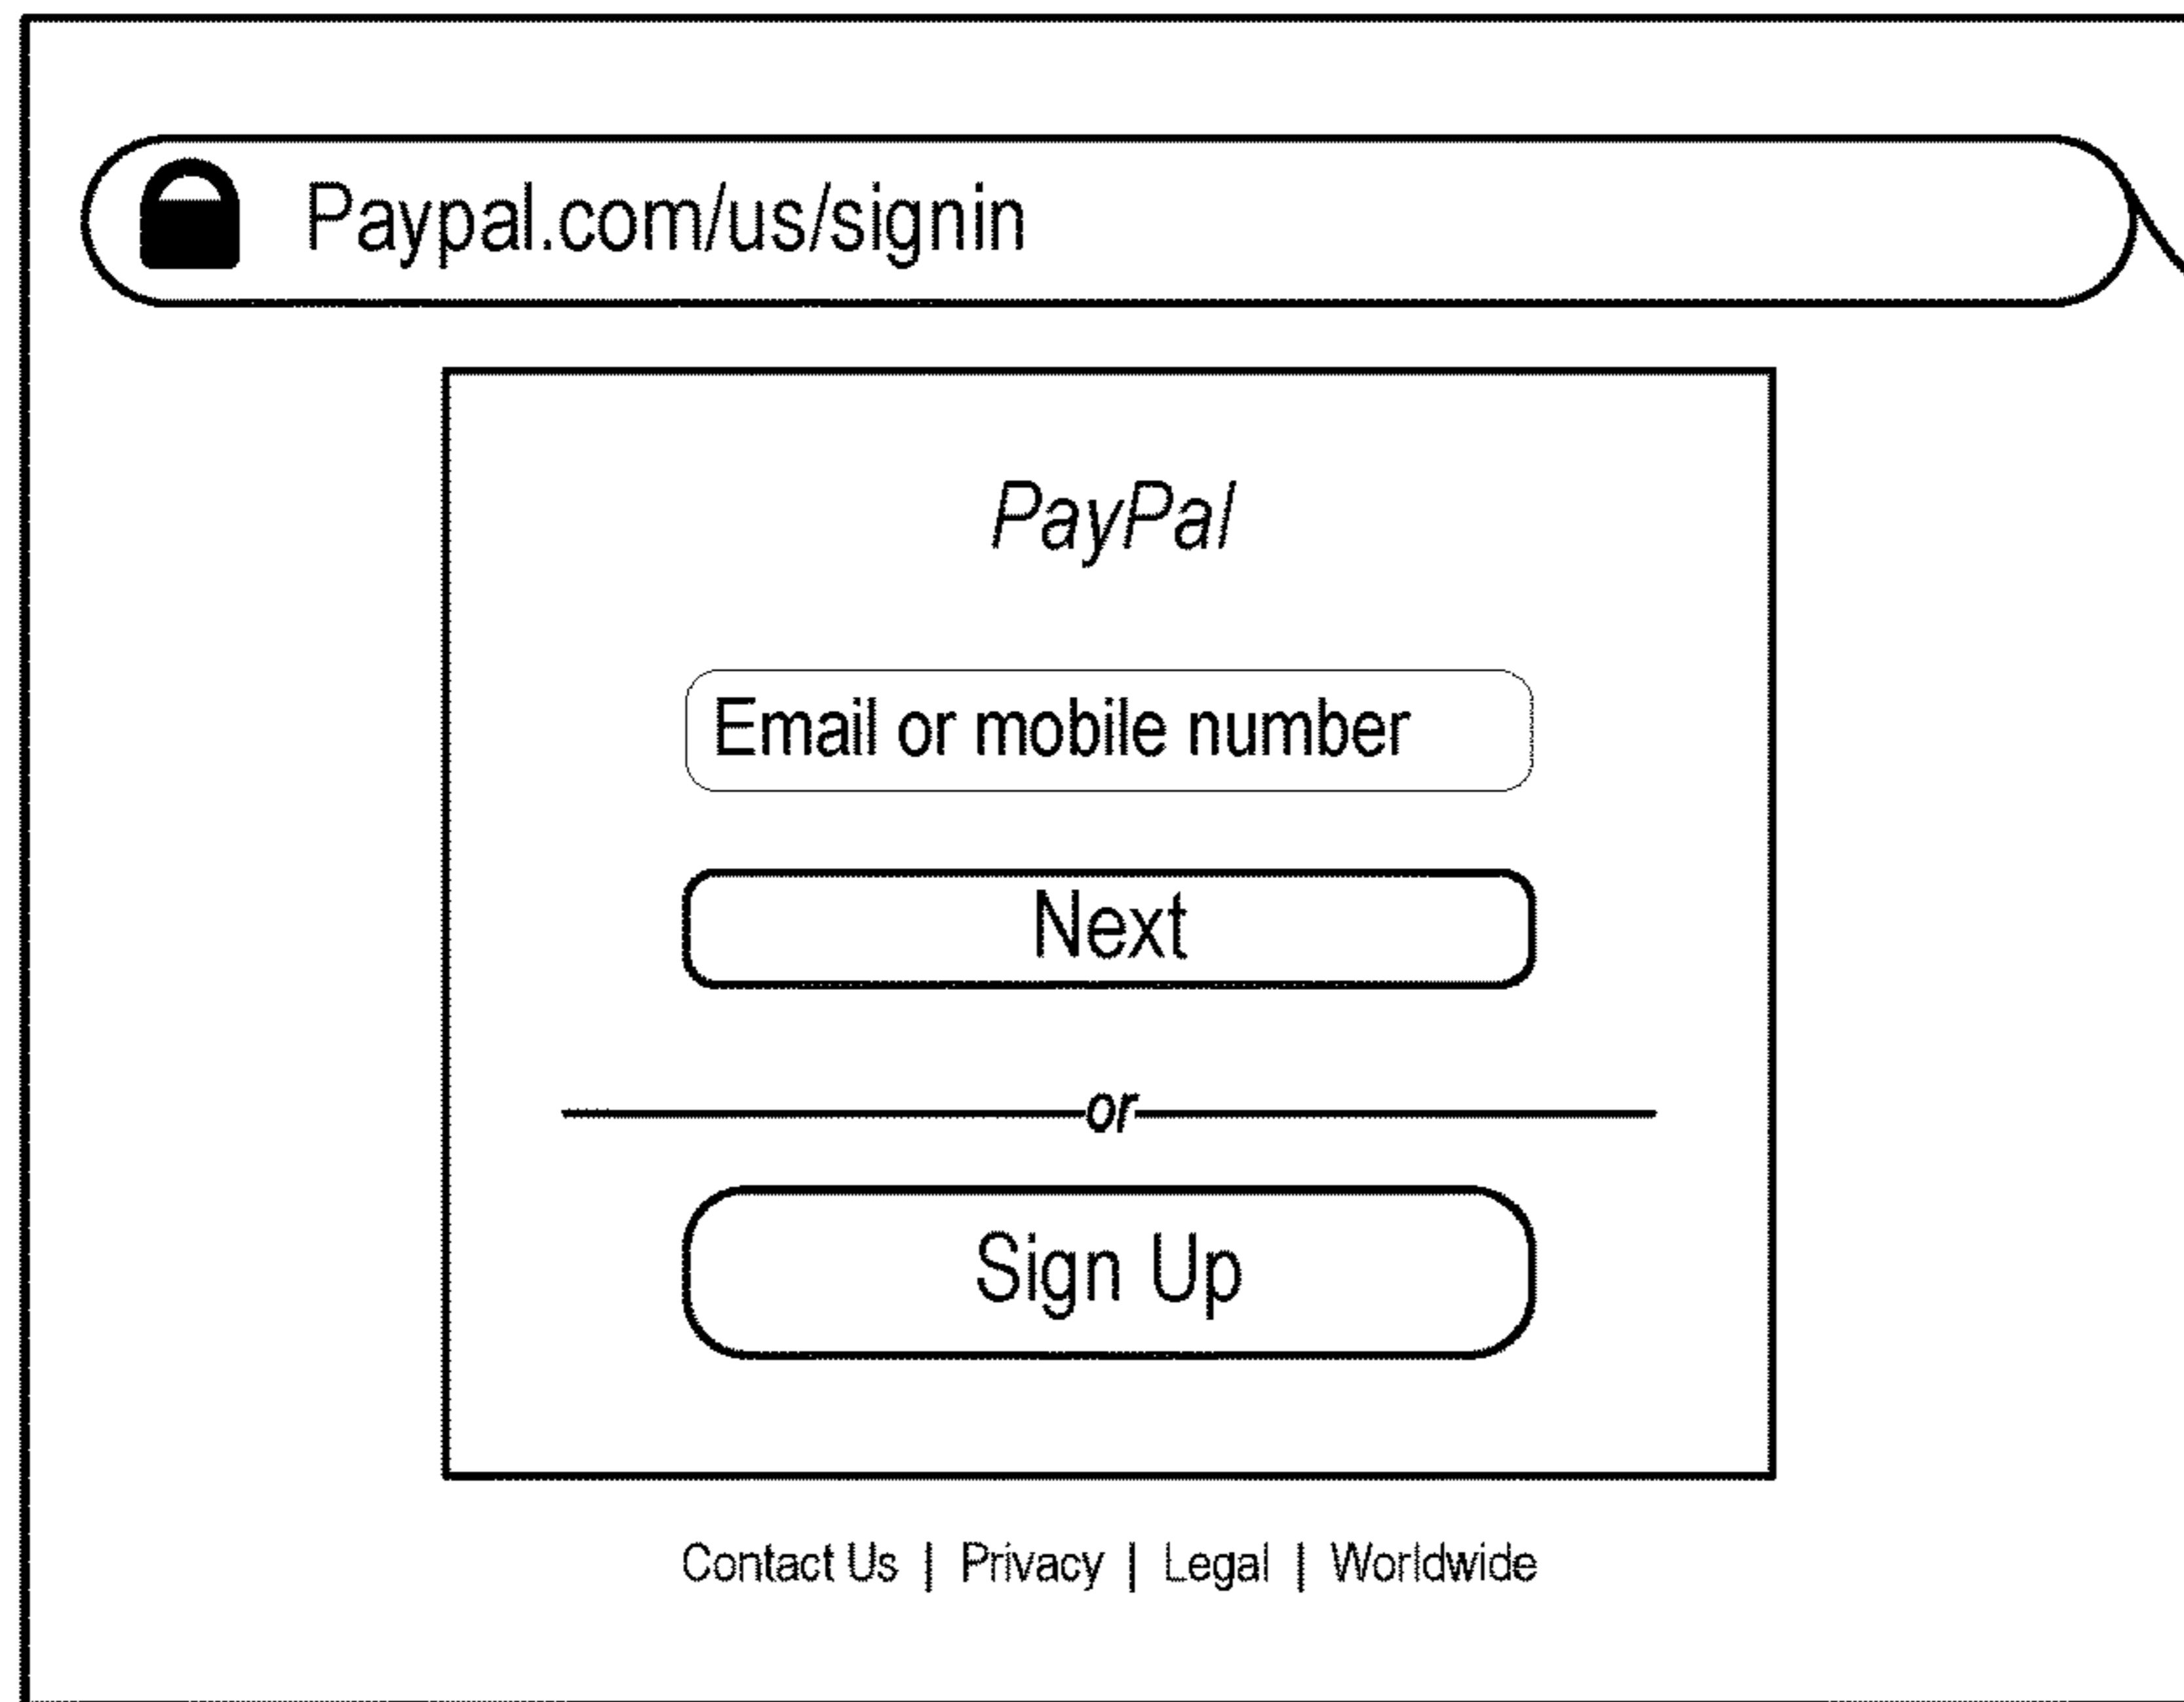 Paypal.com/us/signin
PayPal
Email or mobile number
Next
or
Sign Up
Contact Us | Privacy | Legal | Worldwide